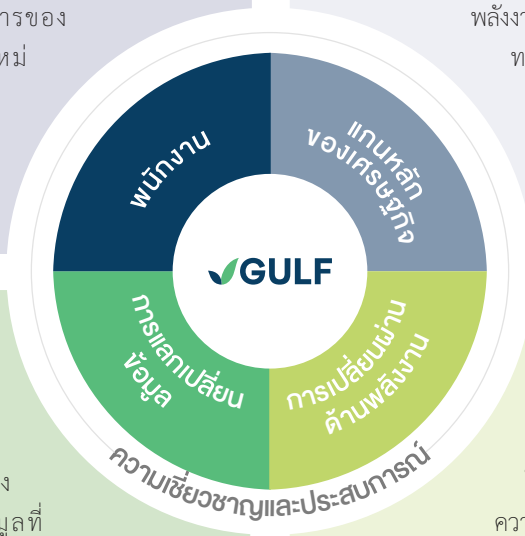 ารของ
หม่
พลังงา
ท
พนักงาน
แกนหลัก
ของเศรษฐกิจ
GULF
การแลกเปลี่ยน
ข้อมูล
การเปลี่ยนผ่าน
ด้านพลังงาน
ความเชี่ยวชาญและประสบการณ์
ง
มูลที่
ควา